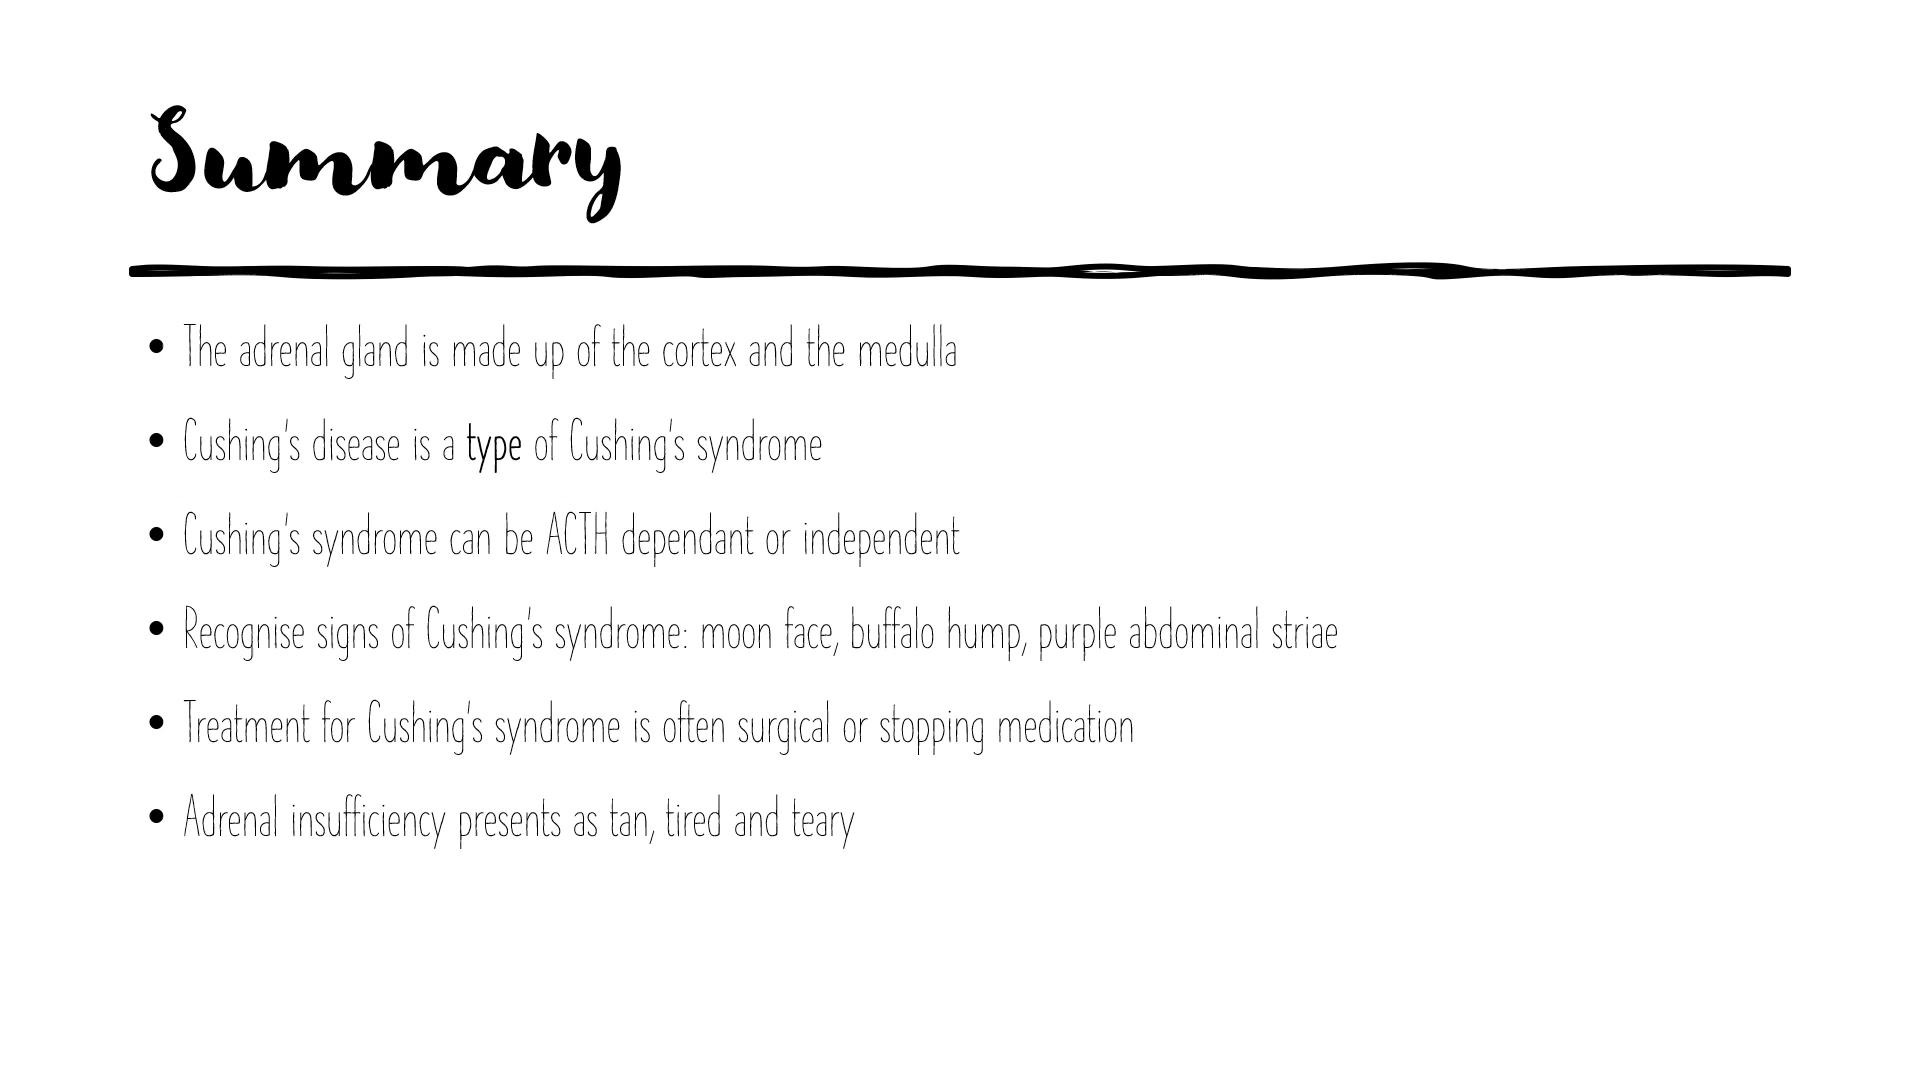 Summary
• The adrenal gland is made up of the cortex and the medulla
• Cushing's disease is a type of Cushing's syndrome
• Cushing's syndrome can be ACTH dependant or independent
• Recognise signs of Cushing's syndrome: moon face, buffalo hump, purple abdominal striae
• Treatment for Cushing's syndrome is often surgical or stopping medication
• Adrenal insufficiency presents as tan, tired and teary